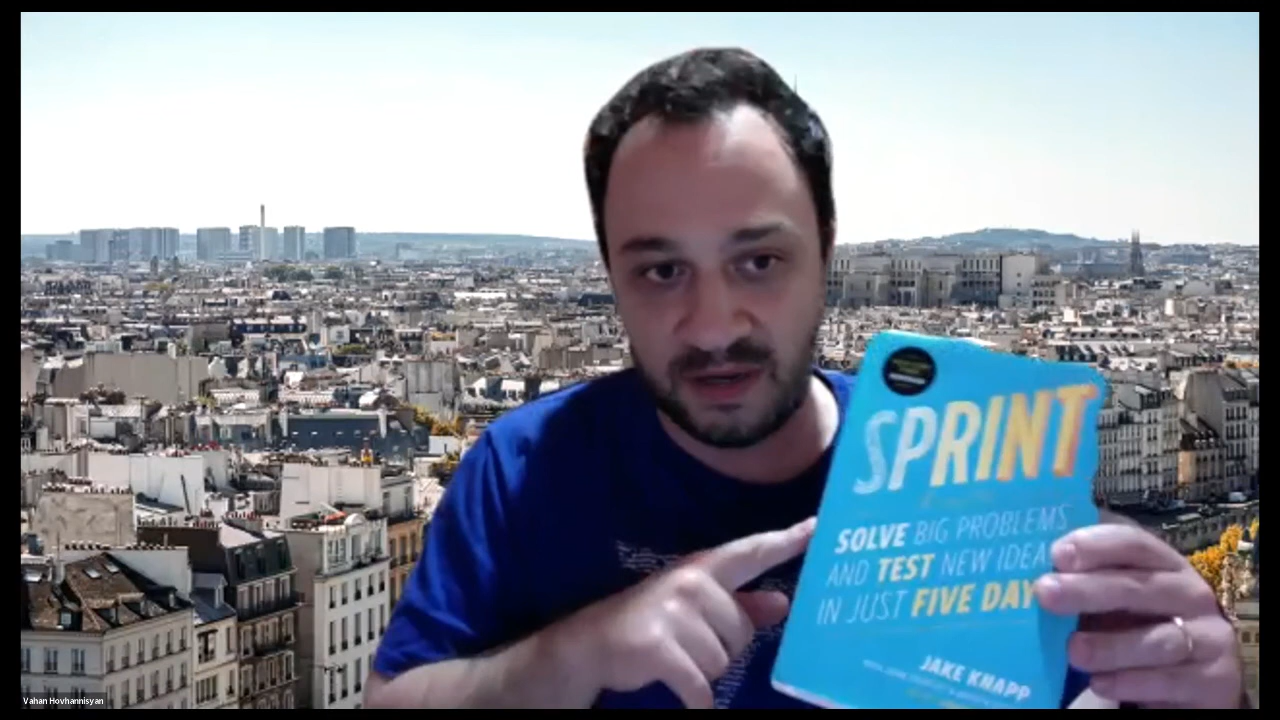 SPRINT
SOLVE BIG PROBLEMS
AND TEST NEW IDEA
IN JUST FIVE DAY
JAKE KNAPP
Vahan Hovhannisyan